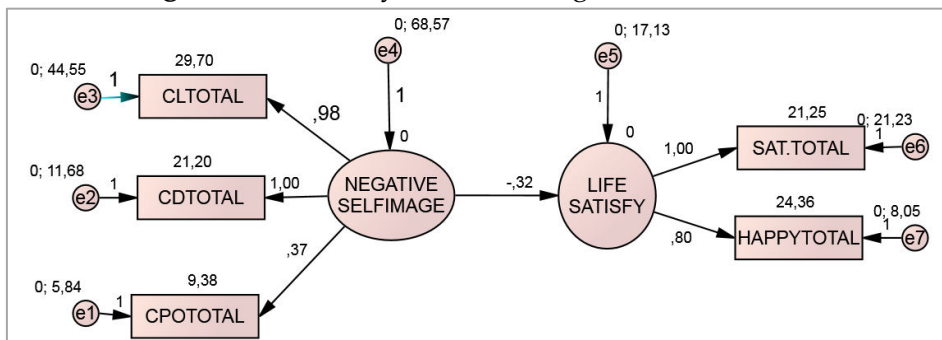 0; 68,57
e4
1
0
0; 17,13
e5
1
0
0; 44,55
e3
1
29,70
CLTOTAL
,98
0; 11,68
e2
1
21,20
CDTOTAL
1,00
0; 5,84
e1
1
9,38
CPOTOTAL
,37
NEGATIVE
SELFIMAGE
-,32
LIFE
SATISFY
1,00
21,25
SAT.TOTAL
0; 21,23
1
e6
,80
24,36
HAPPYTOTAL
0; 8,05
1
e7